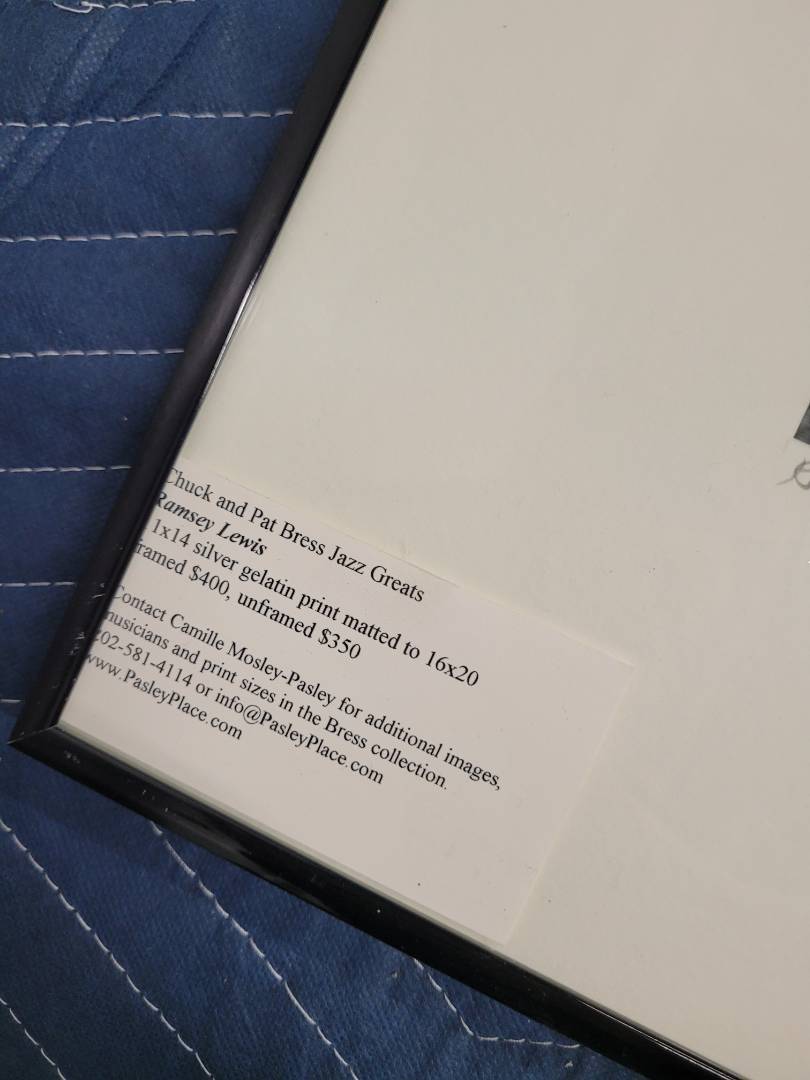 Chuck and Pat Bress Jazz Greats
Ramsey Lewis
1x14 silver gelatin print matted to 16x20
framed $400, unframed $350
Contact Camille Mosley-Pasley for additional images,
musicians and print sizes in the Bress collection.
202-581-4114 or info@PasleyPlace.com
www.PasleyPlace.com